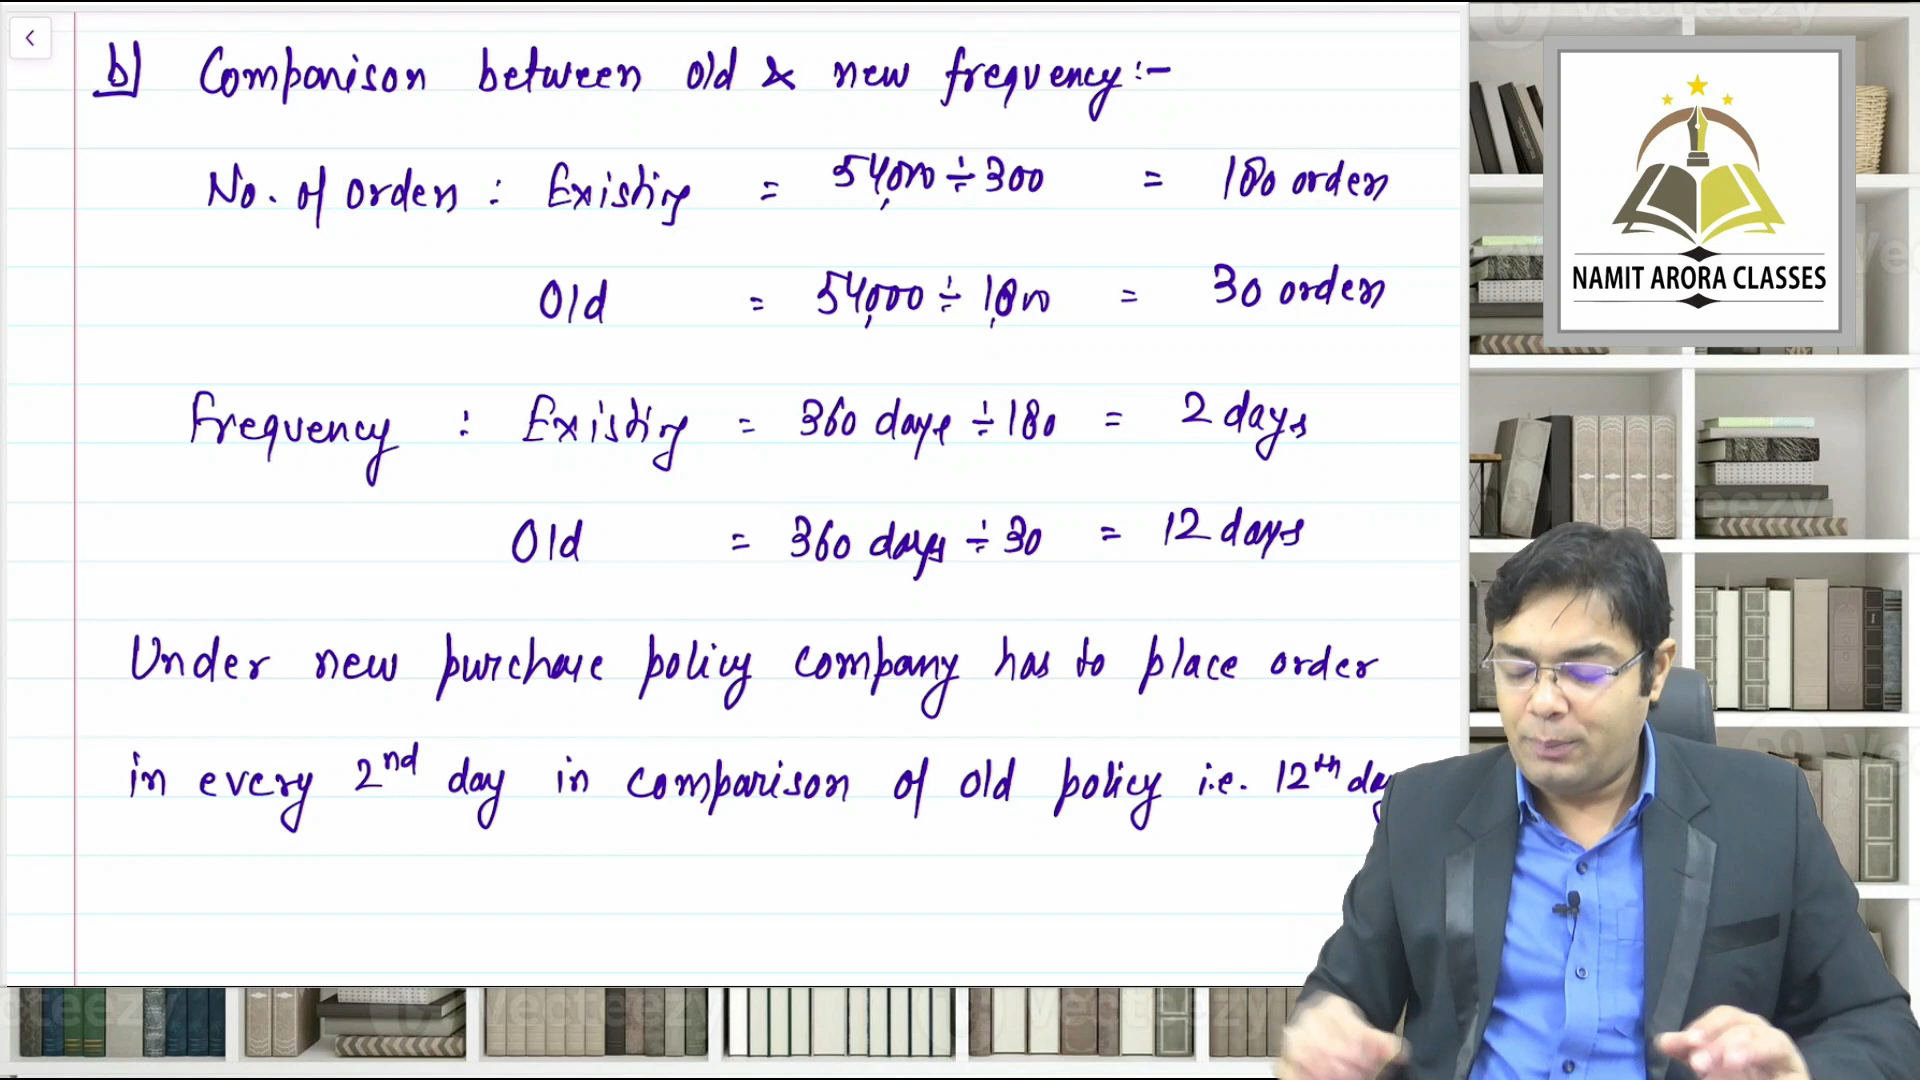 b) Comparison between old & new frequency :-
No. of orders : Existing = 54,000 ÷ 300 = 180 orders
Old = 54,000 ÷ 1,800 = 30 orders
Frequency : Existing = 360 days ÷ 180 = 2 days
Old = 360 days ÷ 30 = 12 days
Under new purchase policy company has to place order
in every 2nd day in comparison of old policy i.e. 12th day
NAMIT ARORA CLASSES